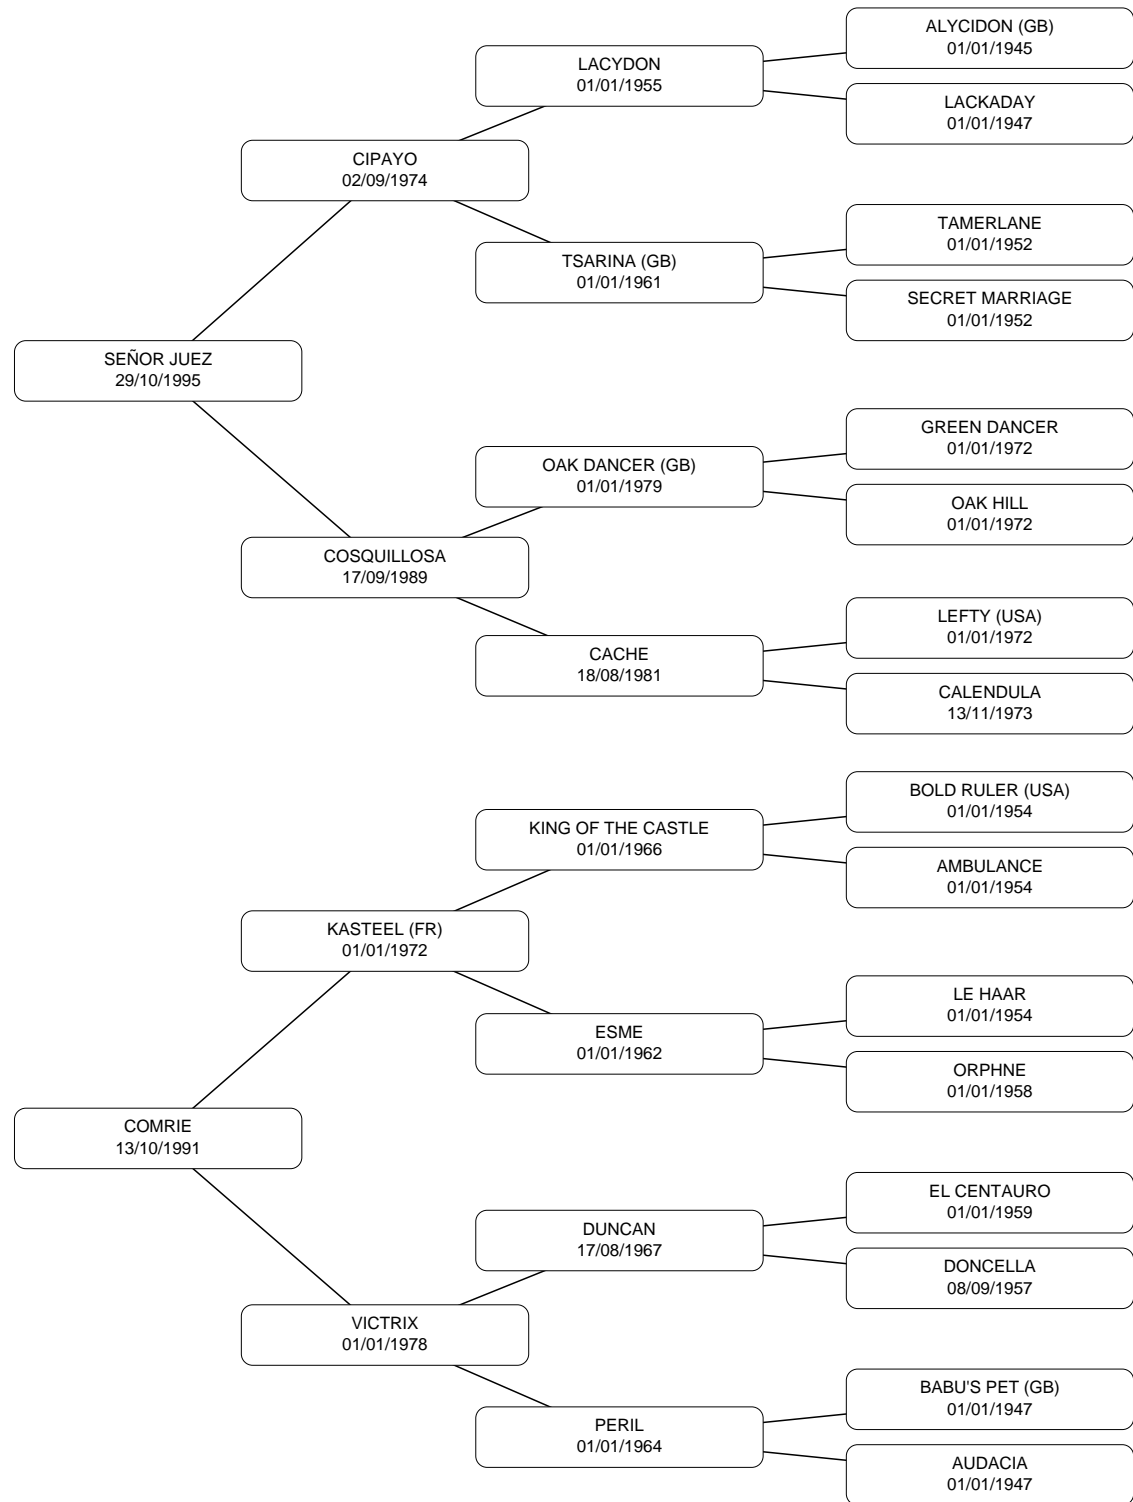 ALYCIDON (GB)
01/01/1945
LACYDON
01/01/1955
LACKADAY
01/01/1947
CIPAYO
02/09/1974
TAMERLANE
01/01/1952
TSARINA (GB)
01/01/1961
SECRET MARRIAGE
01/01/1952
SEÑOR JUEZ
29/10/1995
GREEN DANCER
01/01/1972
OAK DANCER (GB)
01/01/1979
OAK HILL
01/01/1972
COSQUILLOSA
17/09/1989
LEFTY (USA)
01/01/1972
CACHE
18/08/1981
CALENDULA
13/11/1973
BOLD RULER (USA)
01/01/1954
KING OF THE CASTLE
01/01/1966
AMBULANCE
01/01/1954
KASTEEL (FR)
01/01/1972
LE HAAR
01/01/1954
ESME
01/01/1962
ORPHNE
01/01/1958
COMRIE
13/10/1991
EL CENTAURO
01/01/1959
DUNCAN
17/08/1967
DONCELLA
08/09/1957
VICTRIX
01/01/1978
BABU'S PET (GB)
01/01/1947
PERIL
01/01/1964
AUDACIA
01/01/1947